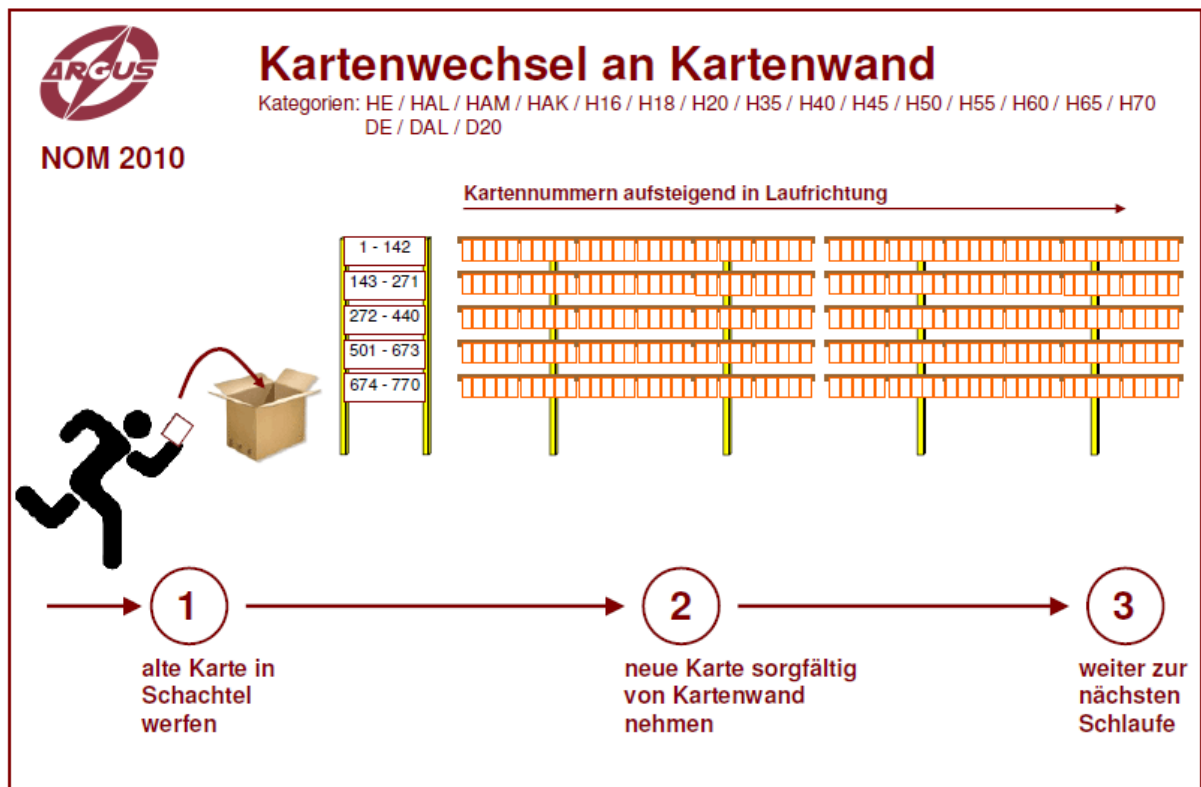 ARGUS
NOM 2010
Kartenwechsel an Kartenwand
Kategorien: HE / HAL / HAM / HAK / H16 / H18 / H20 / H35 / H40 / H45 / H50 / H55 / H60 / H65 / H70
DE / DAL / D20
Kartennummern aufsteigend in Laufrichtung
1 - 142
143 - 271
272 - 440
501 - 673
674 - 770
1
alte Karte in
Schachtel
werfen
2
neue Karte sorgfältig
von Kartenwand
nehmen
3
weiter zur
nächsten
Schlaufe